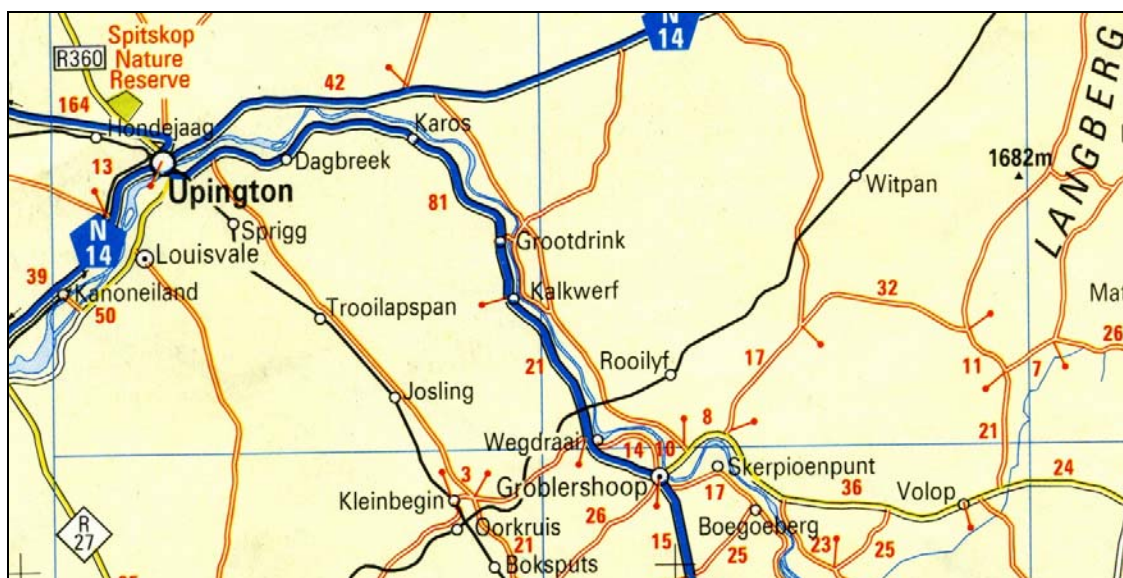 N
14
R360
Spitskop
Nature
Reserve
42
164
Hondejaag
Karos
13
Dagbreek
LANGBERG
1682m
Upington
Witpan
81
Sprigg
Grootdrink
N
14
Louisvale
39
Kanoneiland
Kalkwerf
32
Mat
50
Trooilapspan
26
21
Rooilyf
17
11
7
Josling
8
Wegdraai
14
10
21
Skerpioenpunt
3
24
Kleinbegin
Groblershoop
17
36
Volop
26
Boegoeberg
R
27
Oorkruis
21
15
25
23
25
Boksputs